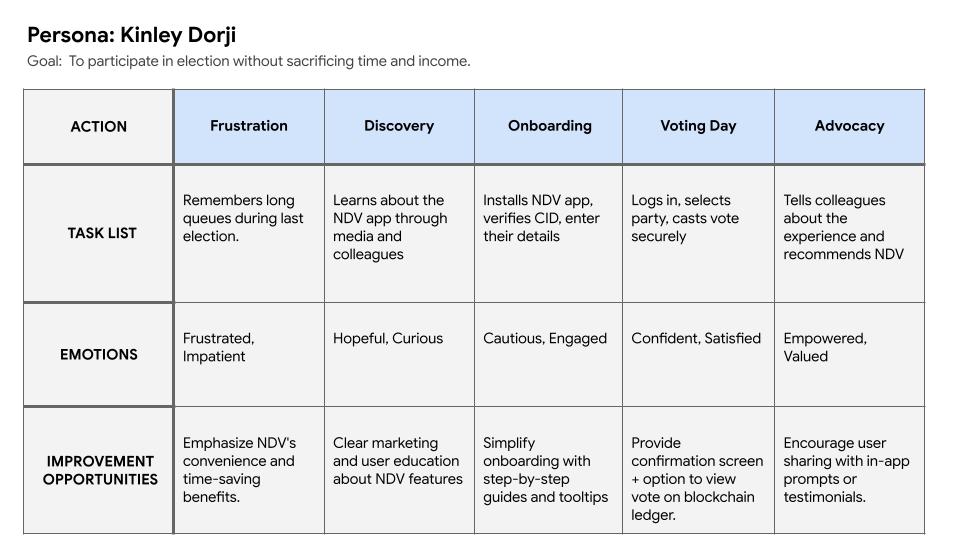 Persona: Kinley Dorji
Goal:  To participate in election without sacrificing time and income.
ACTION
Frustration
Discovery
Onboarding
Voting Day
Advocacy
TASK LIST
Remembers long
queues during last
election.
Learns about the
NDV app through
media and
colleagues
Installs NDV app,
verifies CID, enter
their details
Logs in, selects
party, casts vote
securely
Tells colleagues
about the
experience and
recommends NDV
EMOTIONS
Frustrated,
Impatient
Hopeful, Curious
Cautious, Engaged
Confident, Satisfied
Empowered,
Valued
IMPROVEMENT
OPPORTUNITIES
Emphasize NDV's
convenience and
time-saving
benefits.
Clear marketing
and user education
about NDV features
Simplify
onboarding with
step-by-step
guides and tooltips
Provide
confirmation screen
+ option to view
vote on blockchain
ledger.
Encourage user
sharing with in-app
prompts or
testimonials.